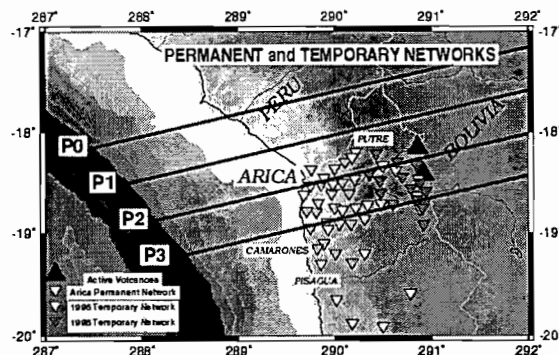 287 288 289 290 291 292
-17 -17
PERMANENT and TEMPORARY NETWORKS
PERU
BOLIVIA
-18 -18
P0
PUTRE
P1
ARICA
P2
-19 -19
P3
CAMARONES
PISAGUA
Active Volcanoes
Arica Permanent Network
1996 Temporary Network
Temporary Network
-20 -20
287 288 289 290 291 292